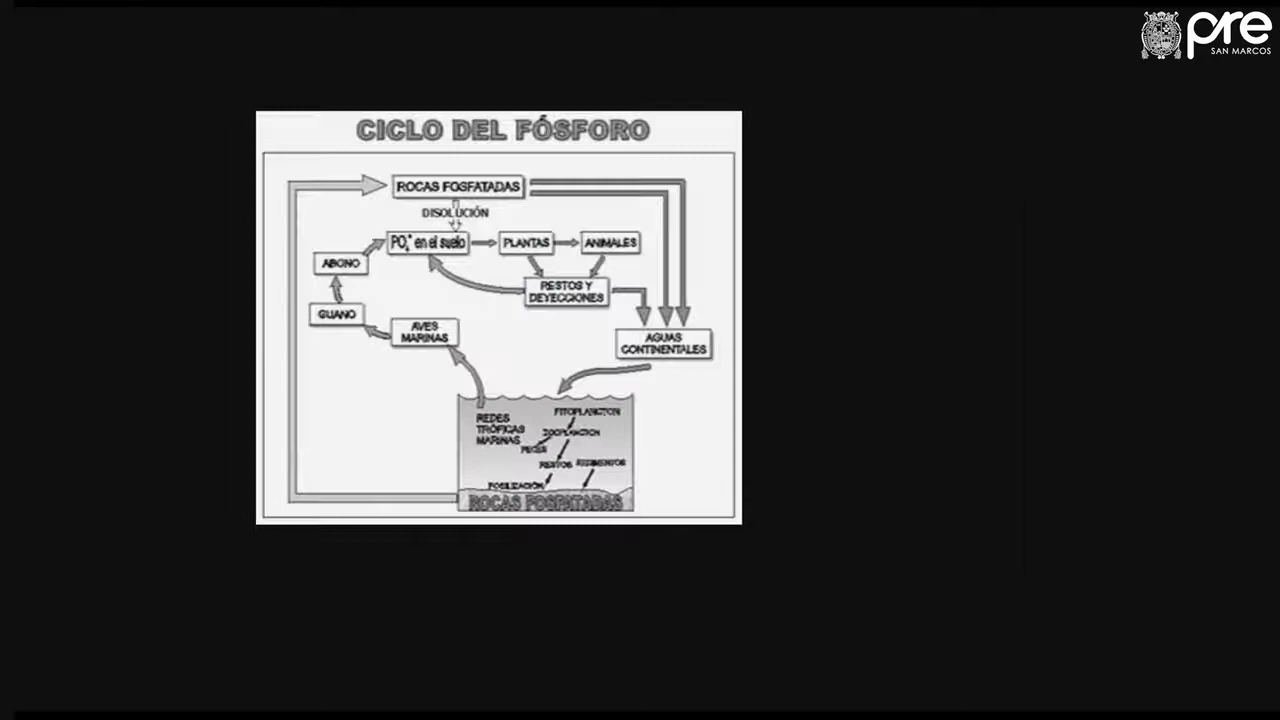 pre
SAN MARCOS
CICLO DEL FÓSFORO
ROCAS FOSFATADAS
DISOLUCIÓN
PO₄ en el suelo
PLANTAS
ANIMALES
ABONO
RESTOS Y
DEYECCIONES
GUANO
AVES
MARINAS
AGUAS
CONTINENTALES
REDES
TRÓFICAS
MARINAS
FITOPLANCTON
ZOOPLANCTON
PECES
RESTOS
SEDIMENTOS
FOSILIZACIÓN
ROCAS FOSFATADAS